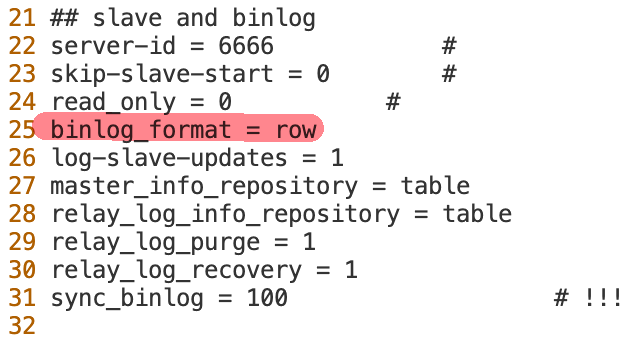 21 ## slave and binlog
22 server-id = 6666 #
23 skip-slave-start = 0 #
24 read_only = 0 #
25 binlog_format = row
26 log-slave-updates = 1
27 master_info_repository = table
28 relay_log_info_repository = table
29 relay_log_purge = 1
30 relay_log_recovery = 1
31 sync_binlog = 100 # !!!
32